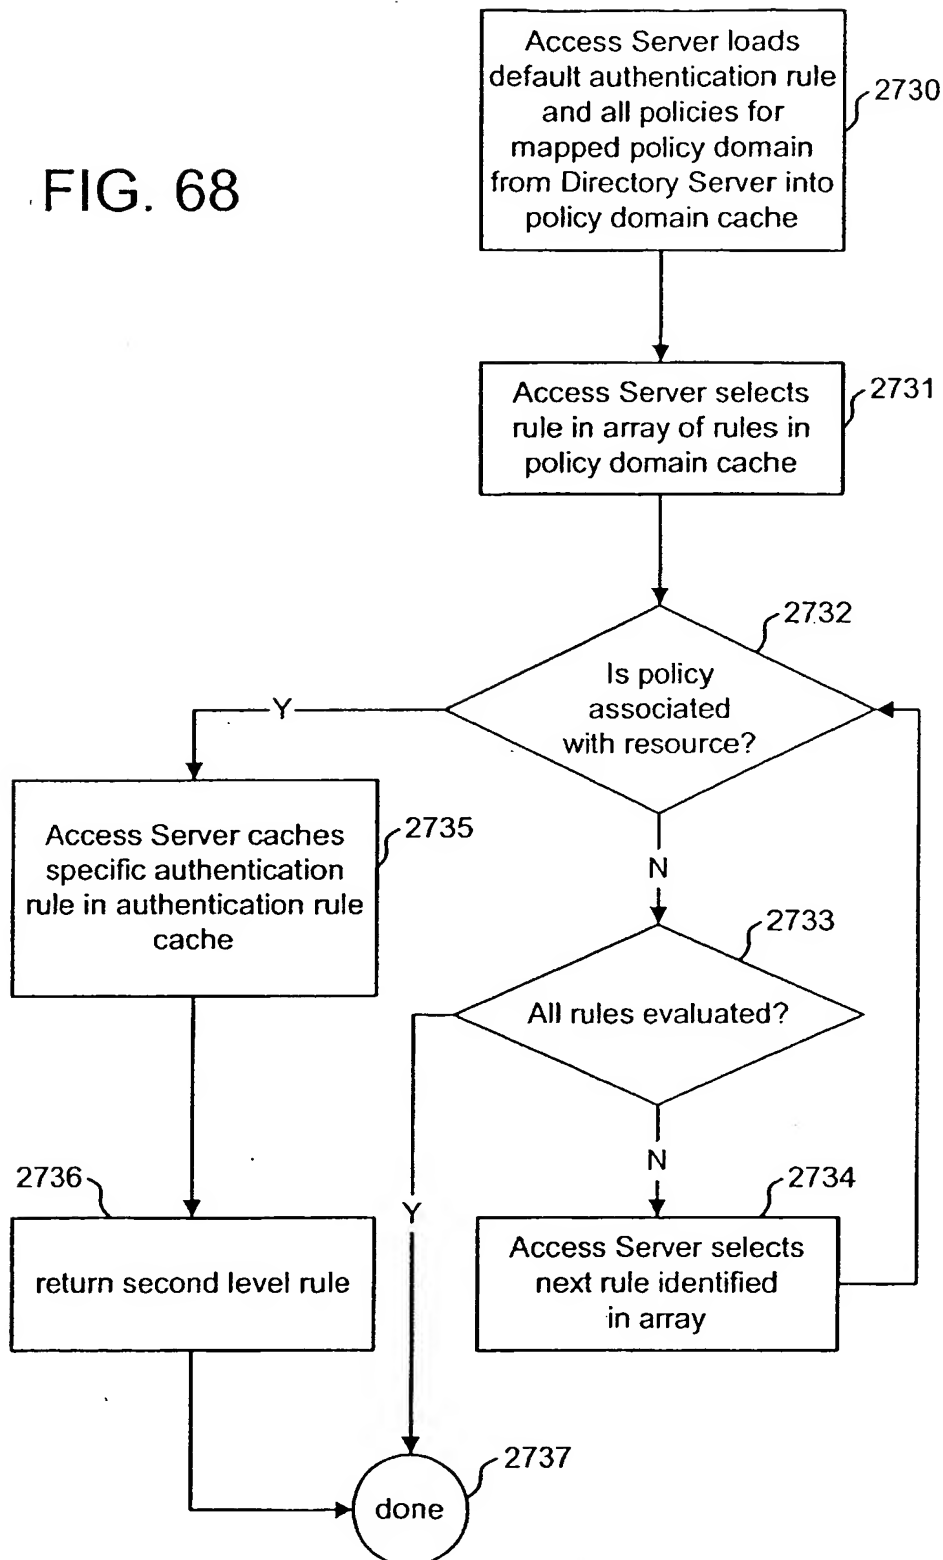 FIG. 68
Access Server loads
default authentication rule
and all policies for
mapped policy domain
from Directory Server into
policy domain cache
2730
Access Server selects
rule in array of rules in
policy domain cache
2731
Is policy
associated
with resource?
2732
Y
N
Access Server caches
specific authentication
rule in authentication rule
cache
2735
All rules evaluated?
2733
Y
N
return second level rule
2736
Access Server selects
next rule identified
in array
2734
done
2737